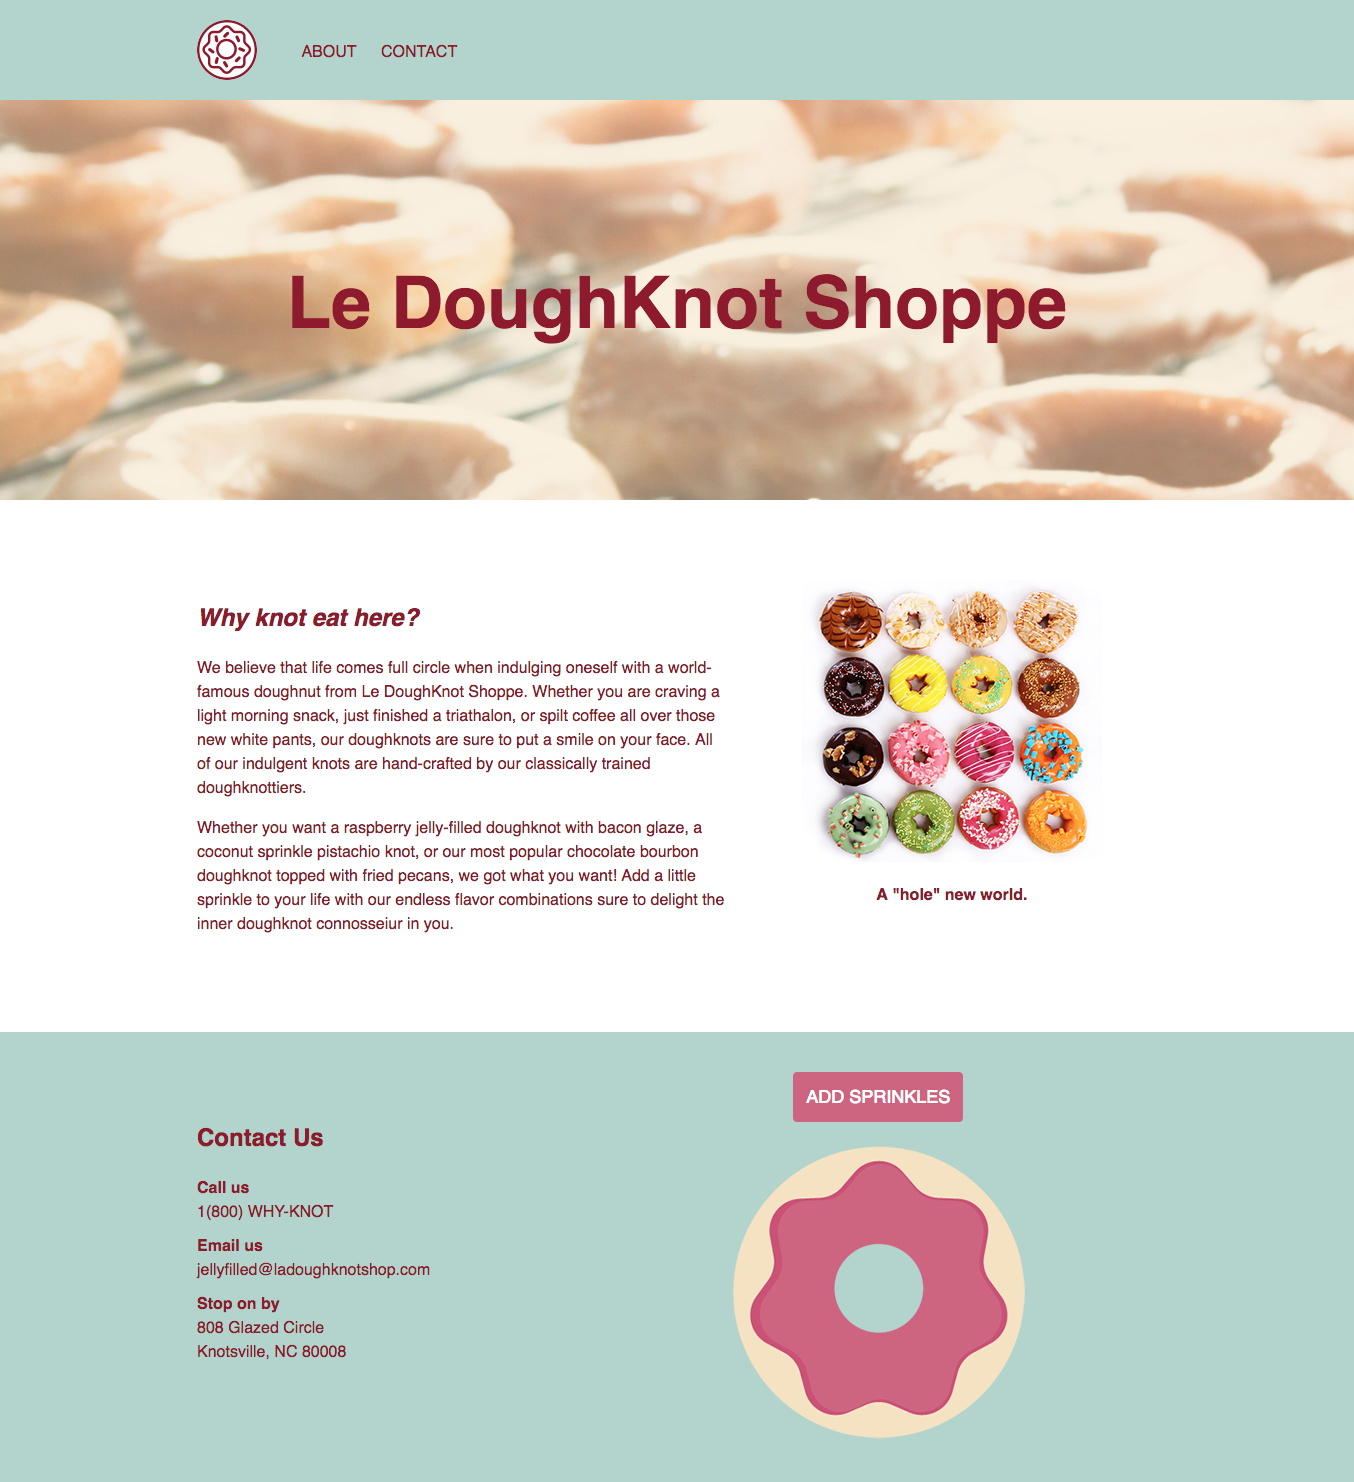 ABOUT CONTACT
Le DoughKnot Shoppe
Why knot eat here?
We believe that life comes full circle when indulging oneself with a world-
famous doughnut from Le DoughKnot Shoppe. Whether you are craving a
light morning snack, just finished a triathalon, or spilt coffee all over those
new white pants, our doughknots are sure to put a smile on your face. All
of our indulgent knots are hand-crafted by our classically trained
doughknottiers.
Whether you want a raspberry jelly-filled doughknot with bacon glaze, a
coconut sprinkle pistachio knot, or our most popular chocolate bourbon
doughknot topped with fried pecans, we got what you want! Add a little
sprinkle to your life with our endless flavor combinations sure to delight the
inner doughknot connosseiur in you.
A "hole" new world.
Contact Us
Call us
1(800) WHY-KNOT
Email us
jellyfilled@ladoughknotshop.com
Stop on by
808 Glazed Circle
Knotsville, NC 80008
ADD SPRINKLES